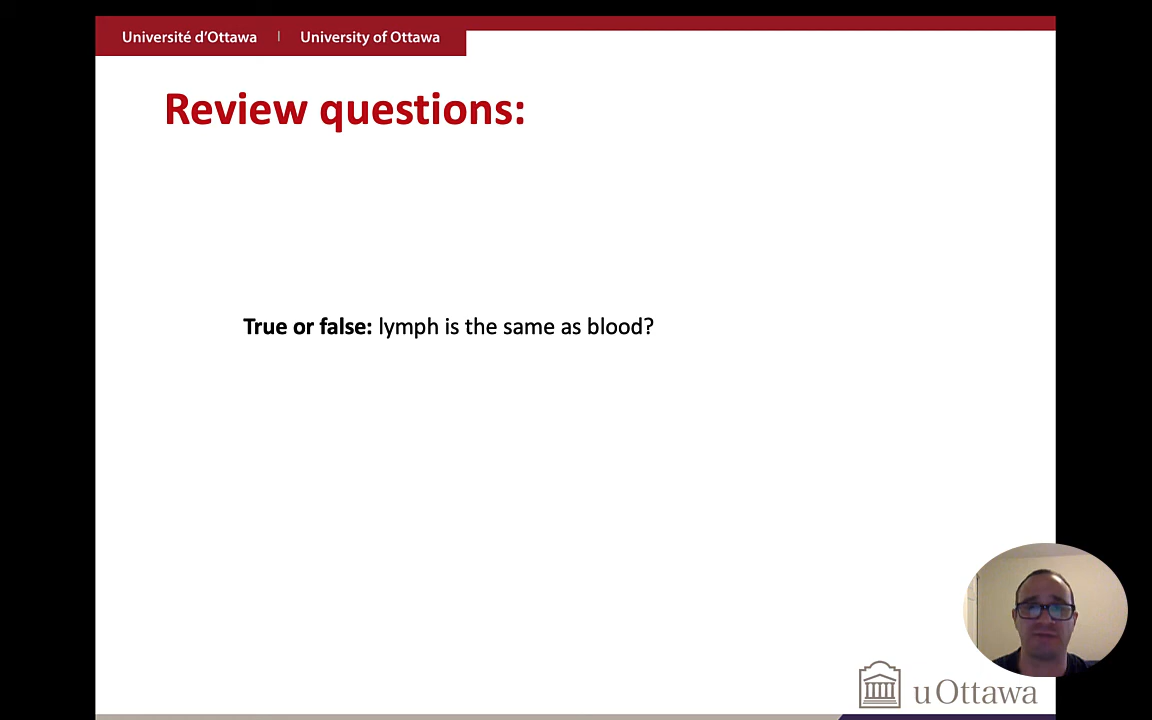 Université d'Ottawa | University of Ottawa
Review questions:
True or false: lymph is the same as blood?
uOttawa